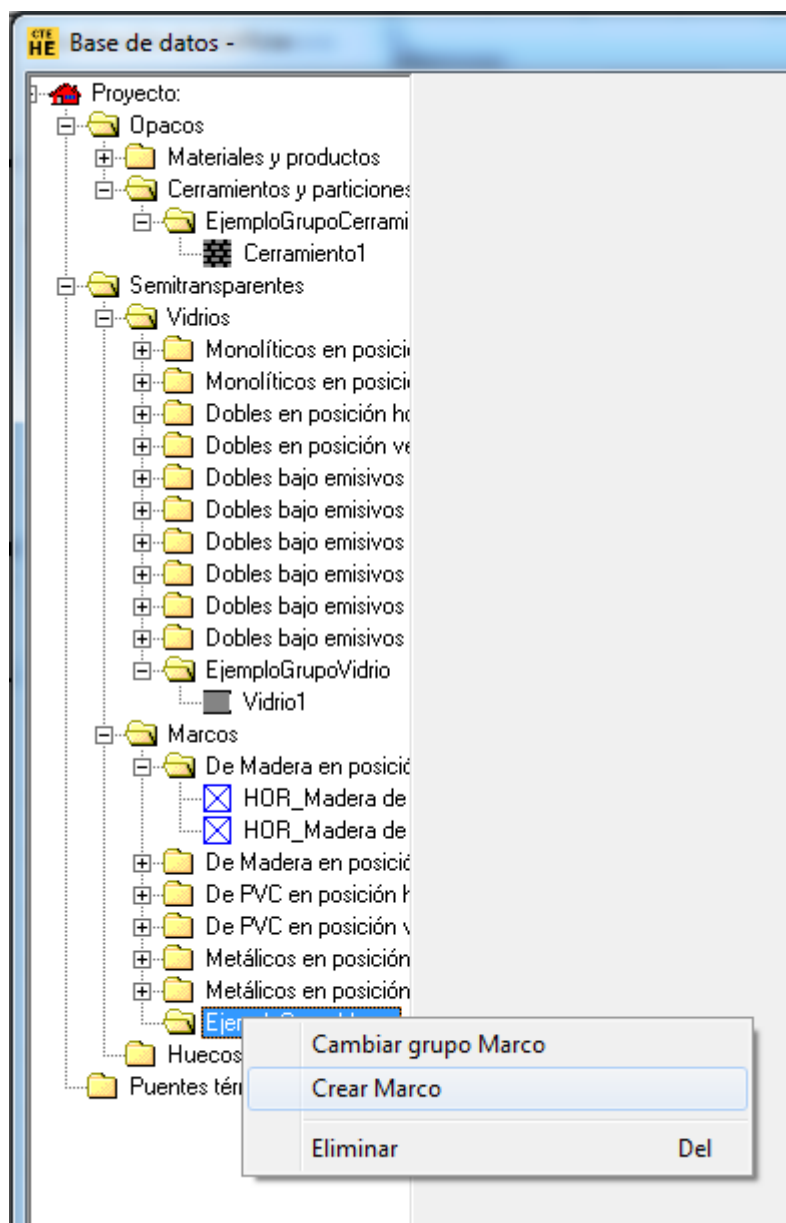 CTE
HE
Base de datos -
Proyecto:
Opacos
Materiales y productos
Cerramientos y particiones
EjemploGrupoCerrami
Cerramiento1
Semitransparentes
Vidrios
Monolíticos en posici
Monolíticos en posici
Dobles en posición ho
Dobles en posición ve
Dobles bajo emisivos
Dobles bajo emisivos
Dobles bajo emisivos
Dobles bajo emisivos
Dobles bajo emisivos
Dobles bajo emisivos
EjemploGrupoVidrio
Vidrio1
Marcos
De Madera en posició
HOR_Madera de
HOR_Madera de
De Madera en posició
De PVC en posición h
De PVC en posición v
Metálicos en posición
Metálicos en posición
Cambiar grupo Marco
Huecos
Crear Marco
Puentes tér
Eliminar Del